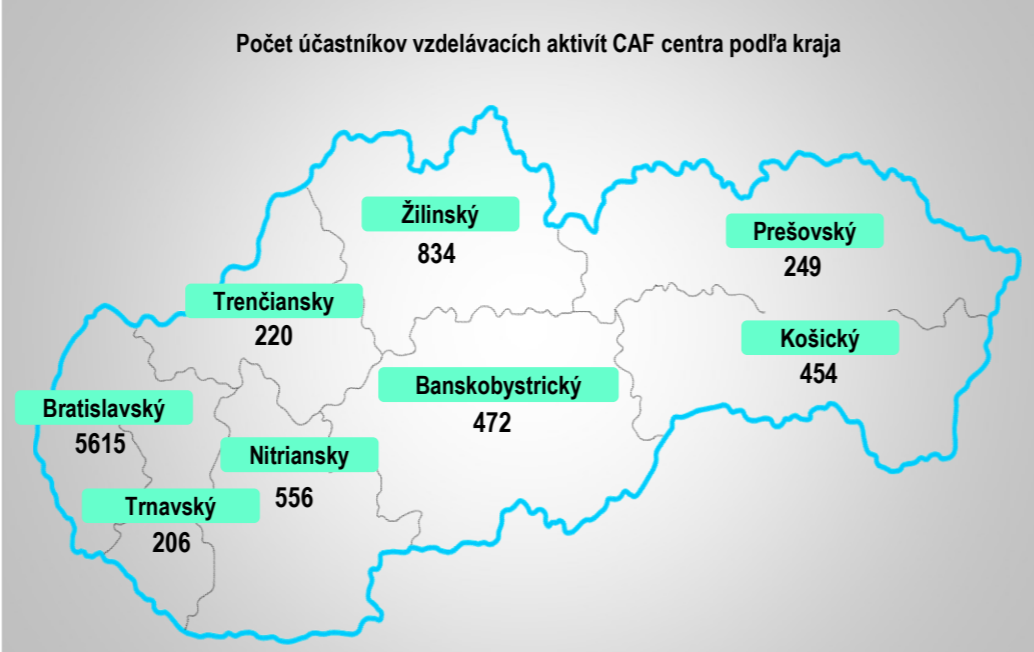 Počet účastníkov vzdelávacích aktivít CAF centra podľa kraja
Žilinský
834
Prešovský
249
Trenčiansky
220
Košický
454
Banskobystrický
472
Bratislavský
5615
Nitriansky
556
Trnavský
206